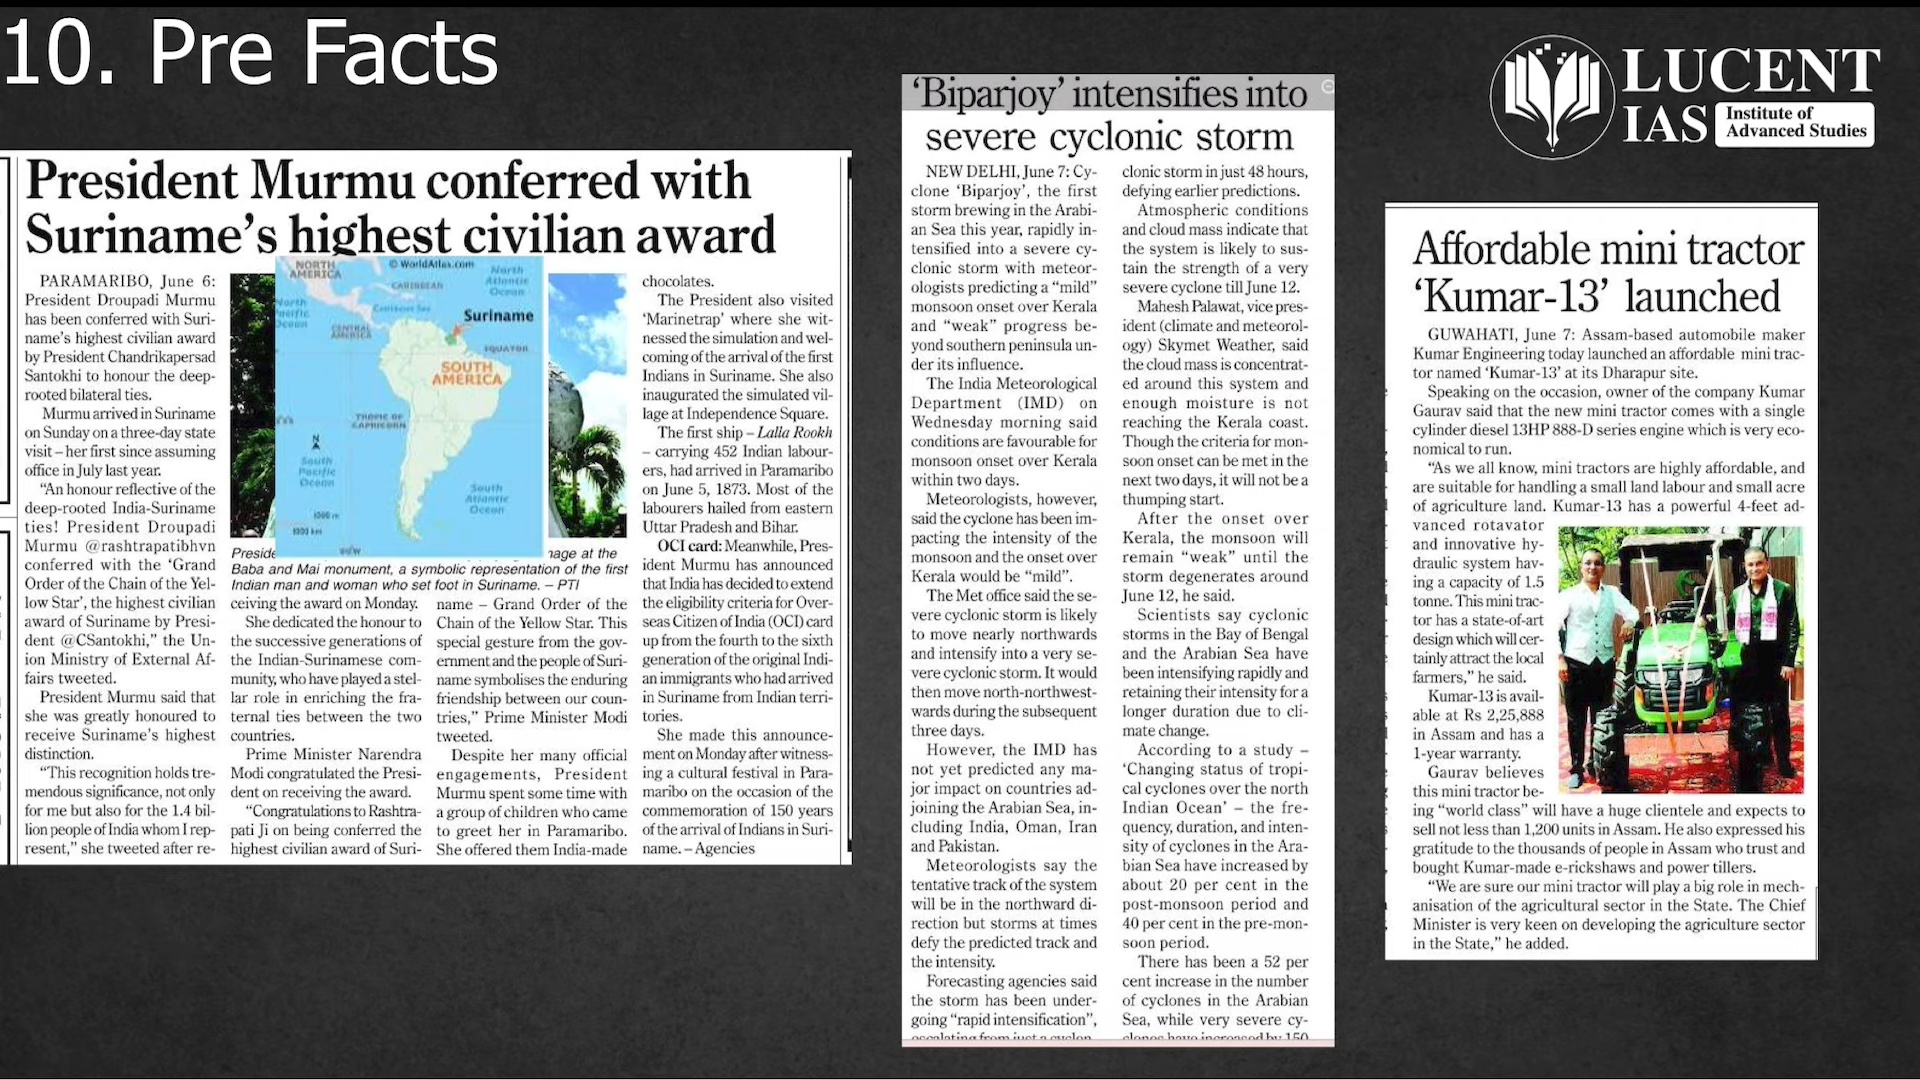 10. Pre Facts
LUCENT
IAS
Institute of
Advanced Studies
President Murmu conferred with
Suriname's highest civilian award
PARAMARIBO, June 6:
President Droupadi Murmu
has been conferred with Suri-
name's highest civilian award
by President Chandrikapersad
Santokhi to honour the deep-
rooted bilateral ties.
Murmu arrived in Suriname
on Sunday on a three-day state
visit – her first since assuming
office in July last year.
"An honour reflective of the
deep-rooted India-Suriname
ties! President Droupadi
Murmu @rashtrapatibhvn
conferred with the 'Grand
Order of the Chain of the Yel-
low Star', the highest civilian
award of Suriname by Presi-
dent @CSantokhi," the Un-
ion Ministry of External Af-
fairs tweeted.
President Murmu said that
she was greatly honoured to
receive Suriname's highest
distinction.
"This recognition holds tre-
mendous significance, not only
for me but also for the 1.4 bil-
lion people of India whom I rep-
resent," she tweeted after re-
NORTH
AMERICA
© WorldAtlas.com
North
Atlantic
Ocean
CARIBBEAN
North
Pacific
Ocean
Caribbean Sea
Suriname
CENTRAL
AMERICA
EQUATOR
SOUTH
AMERICA
TROPIC OF
CAPRICORN
N
South
Pacific
Ocean
South
Atlantic
Ocean
1000 m
1000 km
60°W
Preside
nage at the
Baba and Mai monument, a symbolic representation of the first
Indian man and woman who set foot in Suriname. – PTI
ceiving the award on Monday.
She dedicated the honour to
the successive generations of
the Indian-Surinamese com-
munity, who have played a stel-
lar role in enriching the fra-
ternal ties between the two
countries.
Prime Minister Narendra
Modi congratulated the Presi-
dent on receiving the award.
"Congratulations to Rashtra-
pati Ji on being conferred the
highest civilian award of Suri-
name – Grand Order of the
Chain of the Yellow Star. This
special gesture from the gov-
ernment and the people of Suri-
name symbolises the enduring
friendship between our coun-
tries," Prime Minister Modi
tweeted.
Despite her many official
engagements, President
Murmu spent some time with
a group of children who came
to greet her in Paramaribo.
She offered them India-made
chocolates.
The President also visited
'Marinetrap' where she wit-
nessed the simulation and wel-
coming of the arrival of the first
Indians in Suriname. She also
inaugurated the simulated vil-
lage at Independence Square.
The first ship – Lalla Rookh
– carrying 452 Indian labour-
ers, had arrived in Paramaribo
on June 5, 1873. Most of the
labourers hailed from eastern
Uttar Pradesh and Bihar.
OCI card: Meanwhile, Pres-
ident Murmu has announced
that India has decided to extend
the eligibility criteria for Over-
seas Citizen of India (OCI) card
up from the fourth to the sixth
generation of the original Indi-
an immigrants who had arrived
in Suriname from Indian terri-
tories.
She made this announce-
ment on Monday after witness-
ing a cultural festival in Para-
maribo on the occasion of the
commemoration of 150 years
of the arrival of Indians in Suri-
name. – Agencies
'Biparjoy' intensifies into
severe cyclonic storm
NEW DELHI, June 7: Cy-
clone 'Biparjoy', the first
storm brewing in the Arabi-
an Sea this year, rapidly in-
tensified into a severe cy-
clonic storm with meteor-
ologists predicting a "mild"
monsoon onset over Kerala
and "weak" progress be-
yond southern peninsula un-
der its influence.
The India Meteorological
Department (IMD) on
Wednesday morning said
conditions are favourable for
monsoon onset over Kerala
within two days.
Meteorologists, however,
said the cyclone has been im-
pacting the intensity of the
monsoon and the onset over
Kerala would be "mild".
The Met office said the se-
vere cyclonic storm is likely
to move nearly northwards
and intensify into a very se-
vere cyclonic storm. It would
then move north-northwest-
wards during the subsequent
three days.
However, the IMD has
not yet predicted any ma-
jor impact on countries ad-
joining the Arabian Sea, in-
cluding India, Oman, Iran
and Pakistan.
Meteorologists say the
tentative track of the system
will be in the northward di-
rection but storms at times
defy the predicted track and
the intensity.
Forecasting agencies said
the storm has been under-
going "rapid intensification",
escalating from just a cyclon
clonic storm in just 48 hours,
defying earlier predictions.
Atmospheric conditions
and cloud mass indicate that
the system is likely to sus-
tain the strength of a very
severe cyclone till June 12.
Mahesh Palawat, vice pres-
ident (climate and meteorol-
ogy) Skymet Weather, said
the cloud mass is concentrat-
ed around this system and
enough moisture is not
reaching the Kerala coast.
Though the criteria for mon-
soon onset can be met in the
next two days, it will not be a
thumping start.
After the onset over
Kerala, the monsoon will
remain "weak" until the
storm degenerates around
June 12, he said.
Scientists say cyclonic
storms in the Bay of Bengal
and the Arabian Sea have
been intensifying rapidly and
retaining their intensity for a
longer duration due to cli-
mate change.
According to a study –
'Changing status of tropi-
cal cyclones over the north
Indian Ocean' – the fre-
quency, duration, and inten-
sity of cyclones in the Ara-
bian Sea have increased by
about 20 per cent in the
post-monsoon period and
40 per cent in the pre-mon-
soon period.
There has been a 52 per
cent increase in the number
of cyclones in the Arabian
Sea, while very severe cy-
clones have increased by 150
Affordable mini tractor
'Kumar-13' launched
GUWAHATI, June 7: Assam-based automobile maker
Kumar Engineering today launched an affordable mini trac-
tor named 'Kumar-13' at its Dharapur site.
Speaking on the occasion, owner of the company Kumar
Gaurav said that the new mini tractor comes with a single
cylinder diesel 13HP 888-D series engine which is very eco-
nomical to run.
"As we all know, mini tractors are highly affordable, and
are suitable for handling a small land labour and small acre
of agriculture land. Kumar-13 has a powerful 4-feet ad-
vanced rotavator
and innovative hy-
draulic system hav-
ing a capacity of 1.5
tonne. This mini trac-
tor has a state-of-art
design which will cer-
tainly attract the local
farmers," he said.
Kumar-13 is avail-
able at Rs 2,25,888
in Assam and has a
1-year warranty.
Gaurav believes
this mini tractor be-
ing "world class" will have a huge clientele and expects to
sell not less than 1,200 units in Assam. He also expressed his
gratitude to the thousands of people in Assam who trust and
bought Kumar-made e-rickshaws and power tillers.
"We are sure our mini tractor will play a big role in mech-
anisation of the agricultural sector in the State. The Chief
Minister is very keen on developing the agriculture sector
in the State," he added.